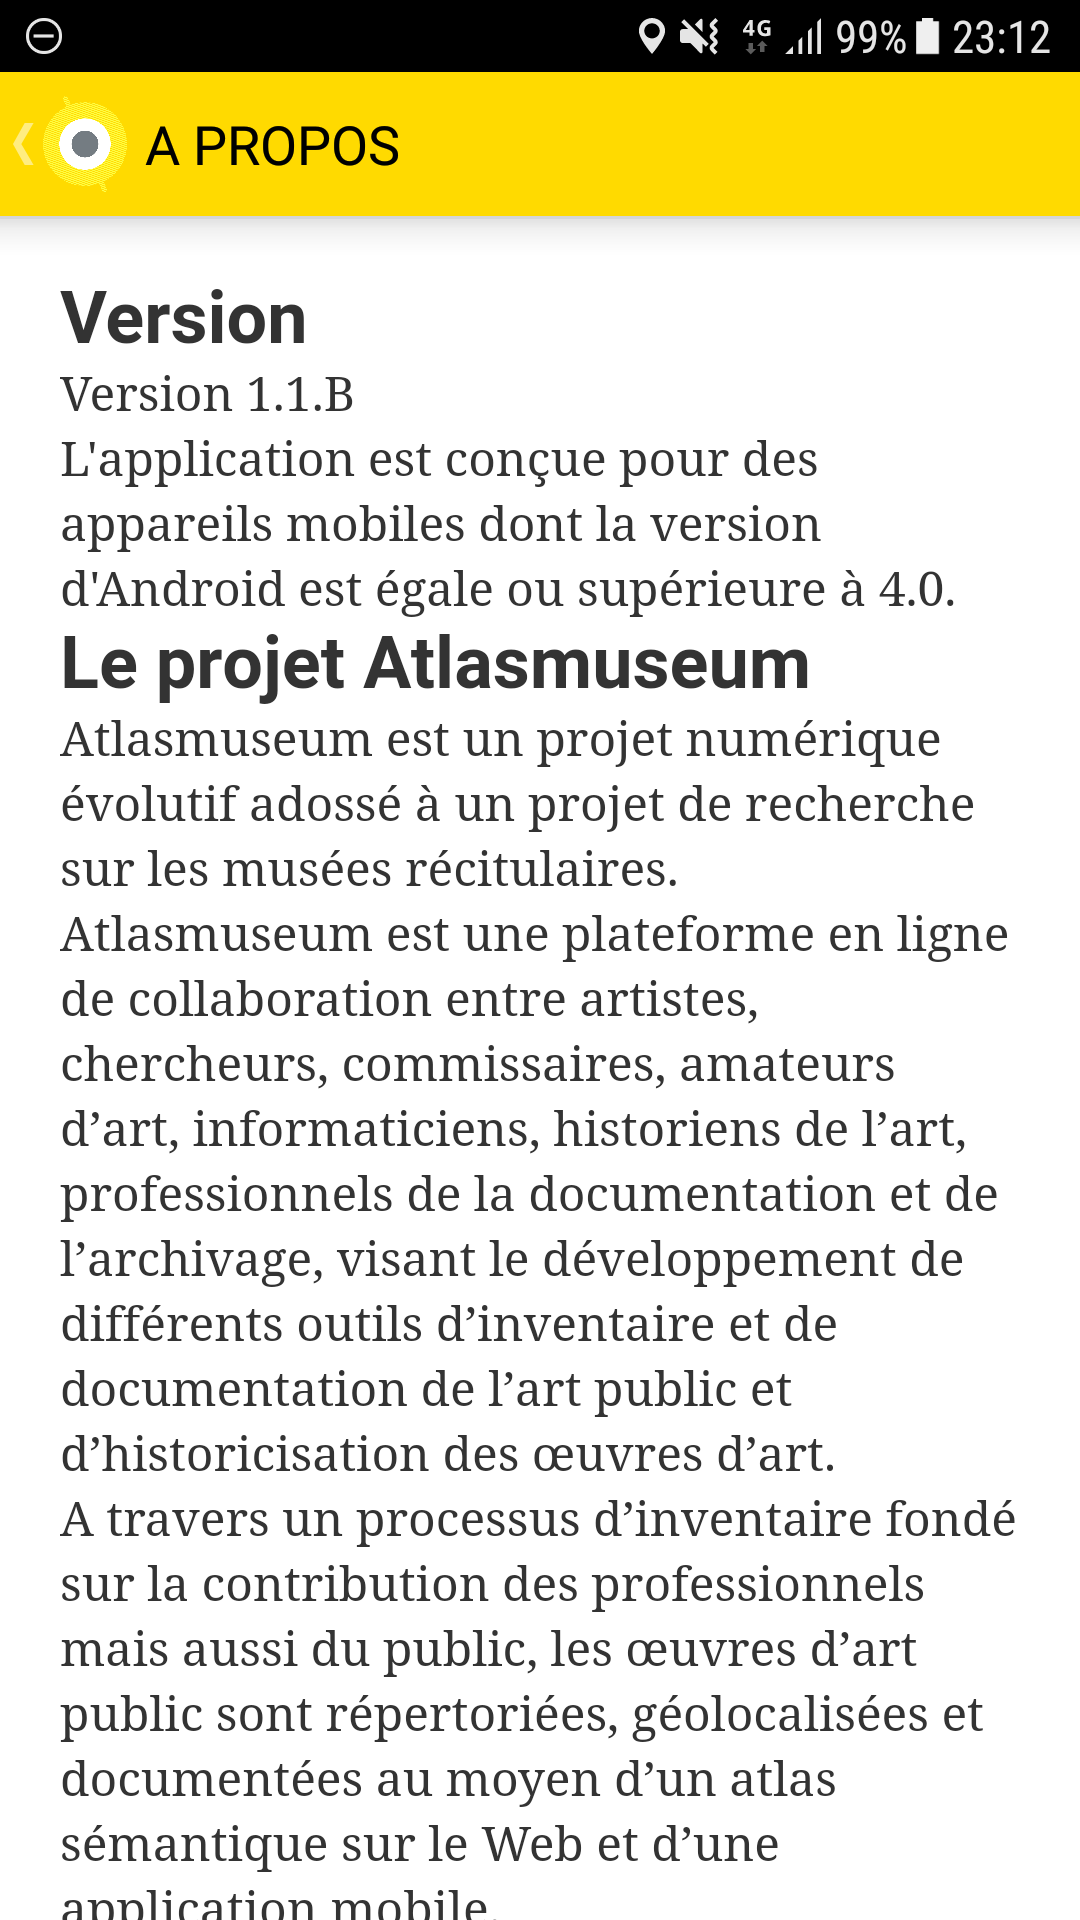 4G 99% 23:12
A PROPOS
Version
Version 1.1.B
L'application est conçue pour des
appareils mobiles dont la version
d'Android est égale ou supérieure à 4.0.
Le projet Atlasmuseum
Atlasmuseum est un projet numérique
évolutif adossé à un projet de recherche
sur les musées récitulaires.
Atlasmuseum est une plateforme en ligne
de collaboration entre artistes,
chercheurs, commissaires, amateurs
d’art, informaticiens, historiens de l’art,
professionnels de la documentation et de
l’archivage, visant le développement de
différents outils d’inventaire et de
documentation de l’art public et
d’historicisation des œuvres d’art.
A travers un processus d’inventaire fondé
sur la contribution des professionnels
mais aussi du public, les œuvres d’art
public sont répertoriées, géolocalisées et
documentées au moyen d’un atlas
sémantique sur le Web et d’une
application mobile.